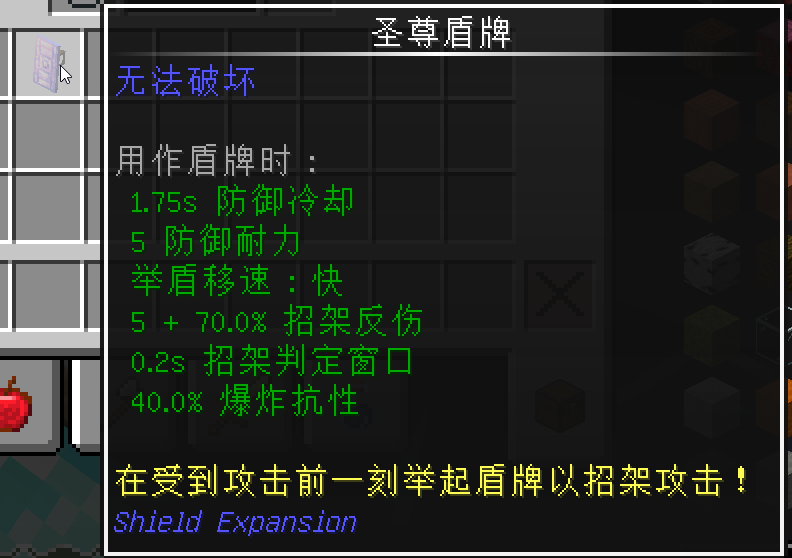 圣尊盾牌
无法破坏
用作盾牌时：
1.75s 防御冷却
5 防御耐力
举盾移速：快
5 + 70.0% 招架反伤
0.2s 招架判定窗口
40.0% 爆炸抗性
在受到攻击前一刻举起盾牌以招架攻击！
Shield Expansion